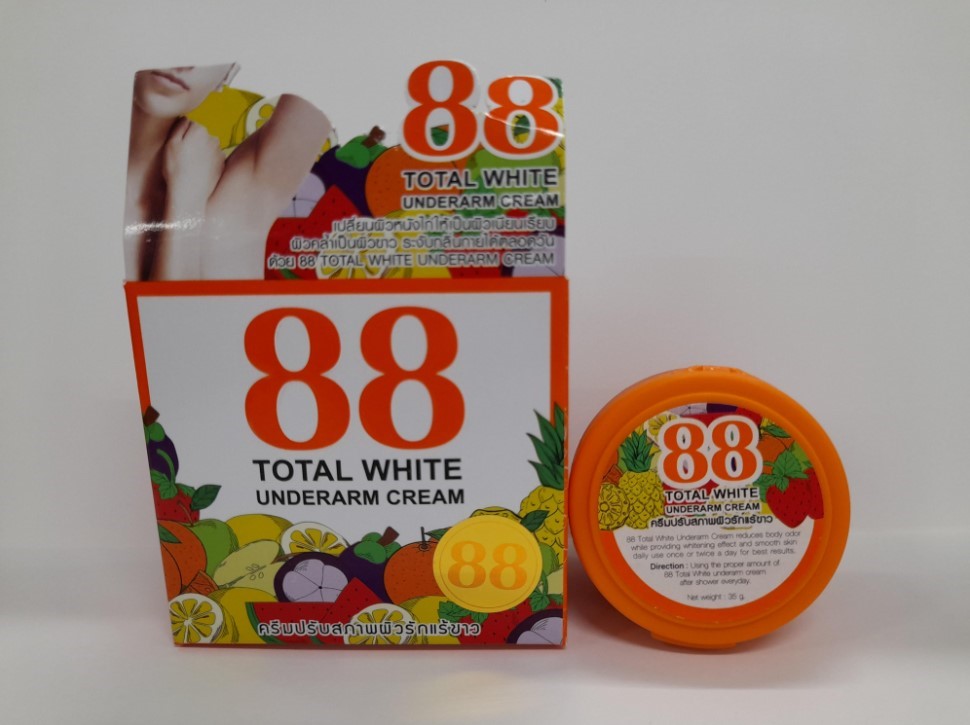 88
TOTAL WHITE
UNDERARM CREAM
เปลี่ยนผิวหนังไก่ให้เป็นผิวเนียนเรียบ
ผิวคล้ำเป็นผิวขาว ระงับกลิ่นกายได้ตลอดวัน
ด้วย 88 TOTAL WHITE UNDERARM CREAM
88
TOTAL WHITE
UNDERARM CREAM
88
ครีมปรับสภาพผิวรักแร้ขาว
88
TOTAL WHITE
UNDERARM CREAM
ครีมปรับสภาพผิวรักแร้ขาว
88 Total White Underarm Cream reduces body odor
while providing whitening effect and smooth skin
daily use once or twice a day for best results.
Direction : Using the proper amount of
88 Total White underarm cream
after shower everyday.
net weight : 35 g.